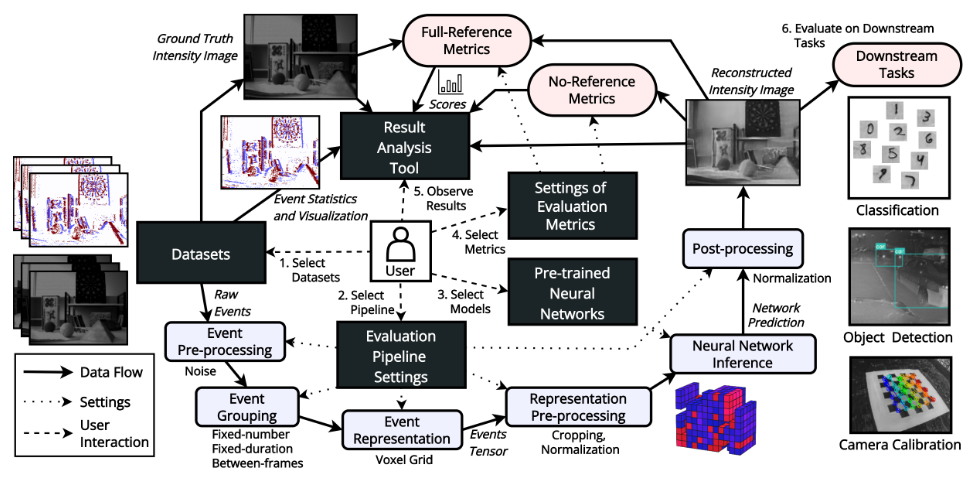 Ground Truth
Intensity Image
Full-Reference
Metrics
6. Evaluate on Downstream
Tasks
Downstream
Tasks
Scores
No-Reference
Metrics
Reconstructed
Intensity Image
Result
Analysis
Tool
1
3
0
2
6
8
5
4
9
7
Classification
Event Statistics
and Visualization
5. Observe
Results
Settings of
Evaluation
Metrics
4. Select
Metrics
Datasets
1. Select
Datasets
User
Post-processing
Normalization
Raw
Events
2. Select
Pipeline
3. Select
Models
Pre-trained
Neural
Networks
Network
Prediction
Object Detection
Event
Pre-processing
Noise
Evaluation
Pipeline
Settings
Neural Network
Inference
Data Flow
Settings
User
Interaction
Event
Grouping
Fixed-number
Fixed-duration
Between-frames
Event
Representation
Voxel Grid
Events
Tensor
Representation
Pre-processing
Cropping,
Normalization
Camera Calibration